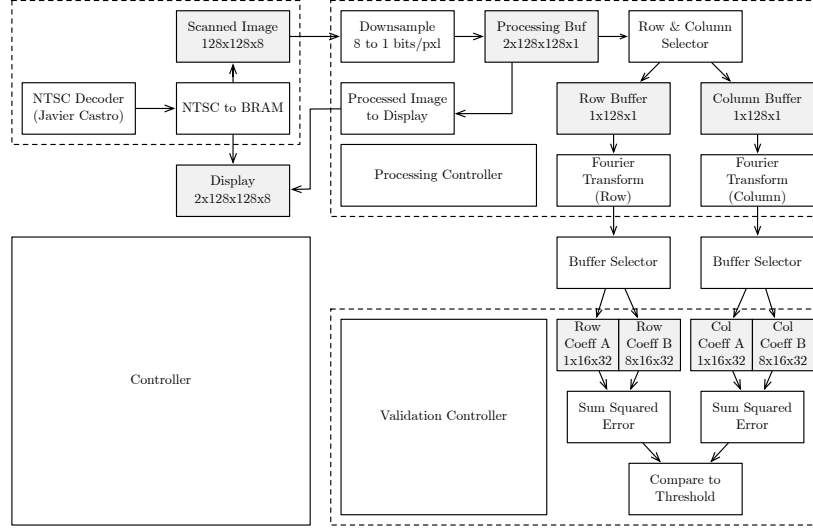 Scanned Image
128x128x8
Downsample
8 to 1 bits/pxl
Processing Buf
2x128x128x1
Row & Column
Selector
NTSC Decoder
(Javier Castro)
NTSC to BRAM
Processed Image
to Display
Row Buffer
1x128x1
Column Buffer
1x128x1
Display
2x128x128x8
Processing Controller
Fourier
Transform
(Row)
Fourier
Transform
(Column)
Buffer Selector
Buffer Selector
Controller
Validation Controller
Row
Coeff A
1x16x32
Row
Coeff B
8x16x32
Col
Coeff A
1x16x32
Col
Coeff B
8x16x32
Sum Squared
Error
Sum Squared
Error
Compare to
Threshold